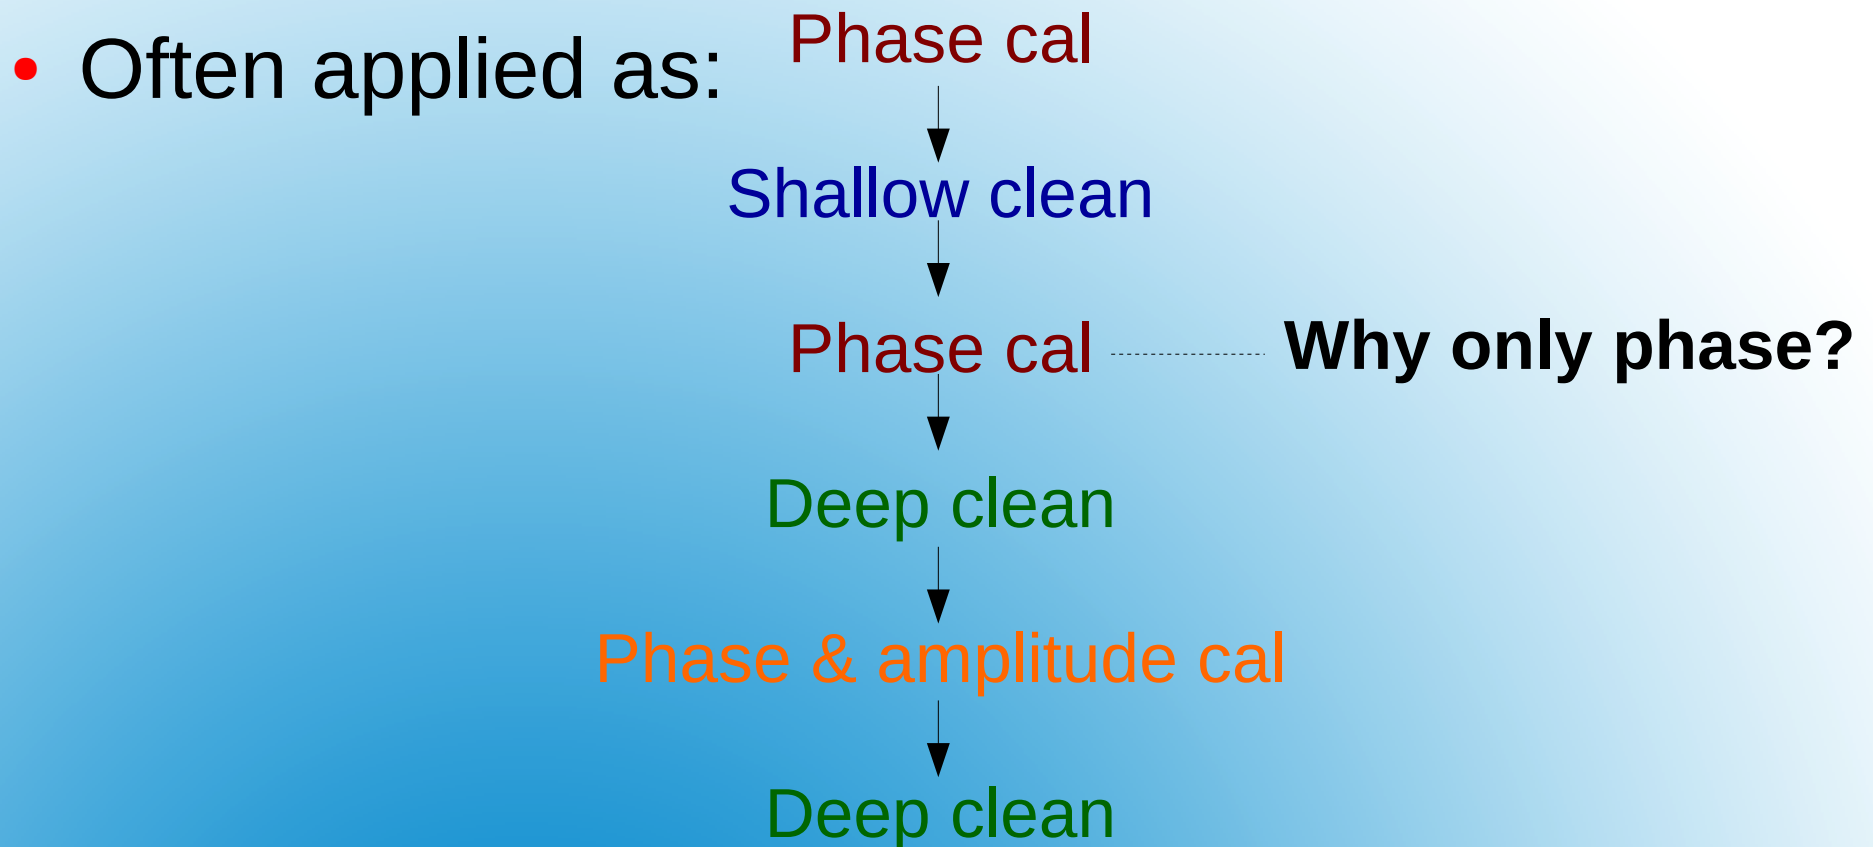 • Often applied as:
Phase cal
Shallow clean
Phase cal
Why only phase?
Deep clean
Phase & amplitude cal
Deep clean